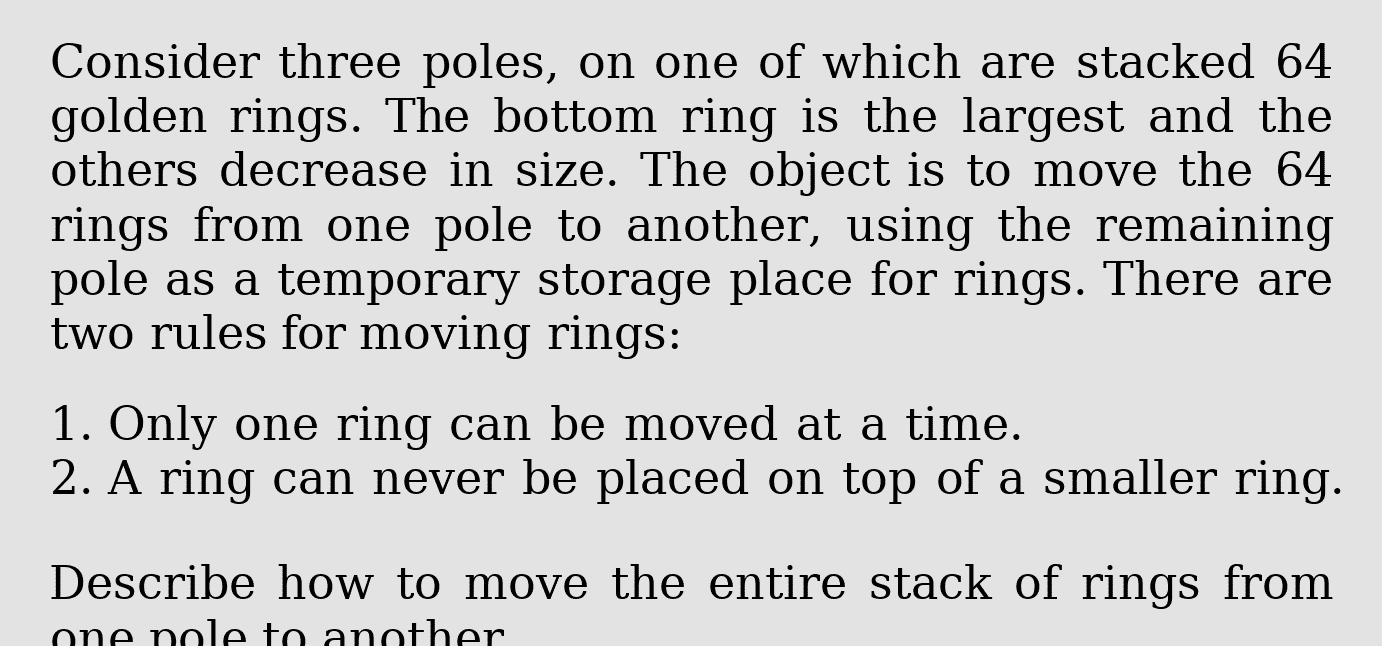 Consider three poles, on one of which are stacked 64
golden rings. The bottom ring is the largest and the
others decrease in size. The object is to move the 64
rings from one pole to another, using the remaining
pole as a temporary storage place for rings. There are
two rules for moving rings:
1. Only one ring can be moved at a time.
2. A ring can never be placed on top of a smaller ring.
Describe how to move the entire stack of rings from
one pole to another